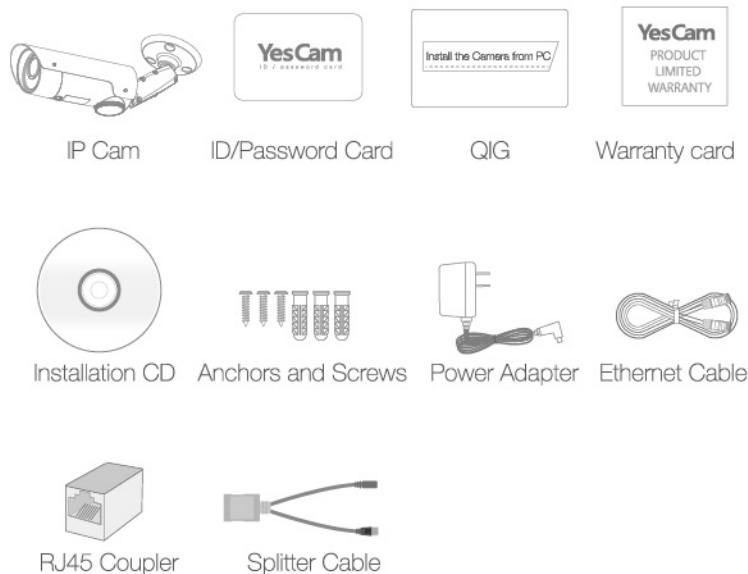 YesCam
ID / password card
Install the Camera from PC
YesCam
PRODUCT
LIMITED
WARRANTY
IP Cam
ID/Password Card
QIG
Warranty card
Installation CD
Anchors and Screws
Power Adapter
Ethernet Cable
RJ45 Coupler
Splitter Cable